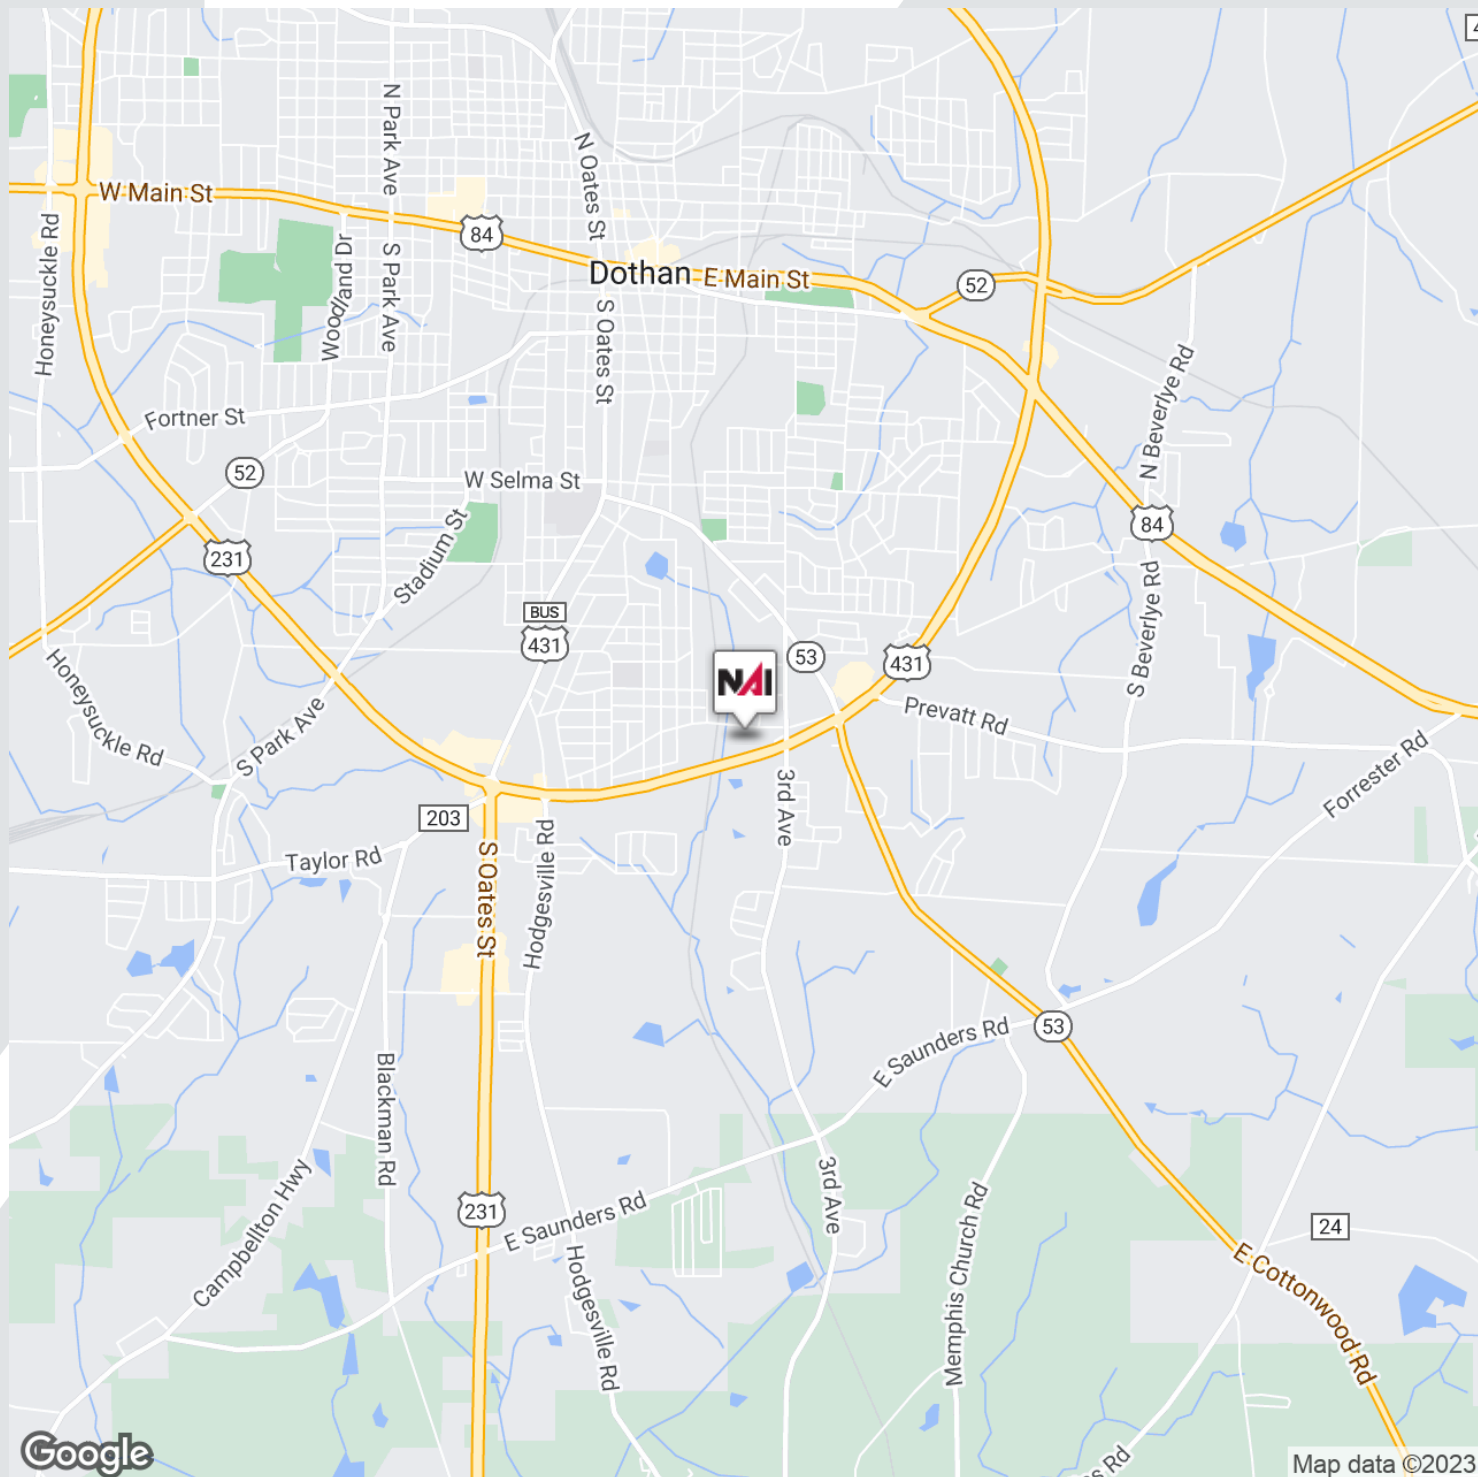 4
N Park Ave
N Oates St
W Main St
84
Honeysuckle Rd
Woodland Dr
S Park Ave
Dothan
E Main St
52
S Oates St
N Beverlye Rd
Fortner St
52
W Selma St
84
Stadium St
231
BUS
431
S Beverlye Rd
53
431
NAI
Honeysuckle Rd
S Park Ave
Prevatt Rd
Forrester Rd
3rd Ave
203
Hodgesville Rd
Taylor Rd
S Oates St
53
E Saunders Rd
Blackman Rd
3rd Ave
Campbellton Hwy
231
E Saunders Rd
Memphis Church Rd
24
Hodgesville Rd
E Cottonwood Rd
s Rd
Google
Map data ©2023